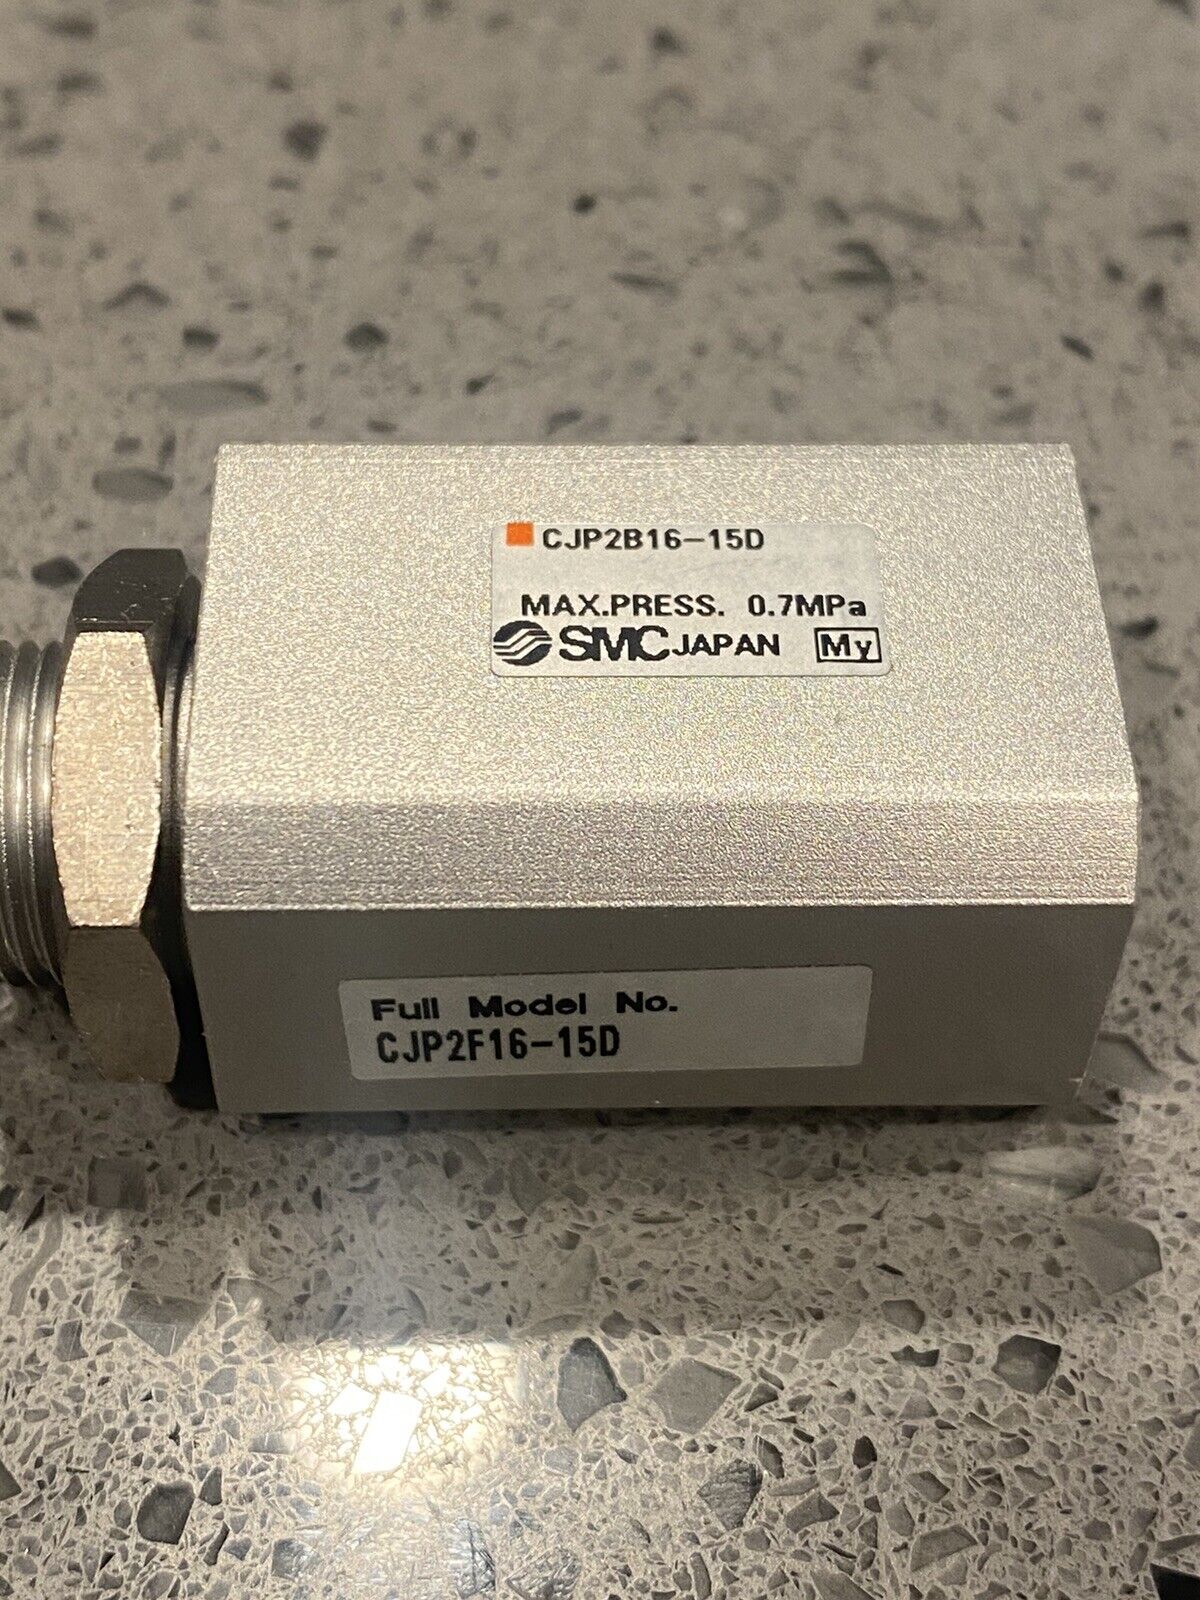 CJP2B16-15D
MAX.PRESS. 0.7MPa
SMC JAPAN My
Full Model No.
CJP2F16-15D